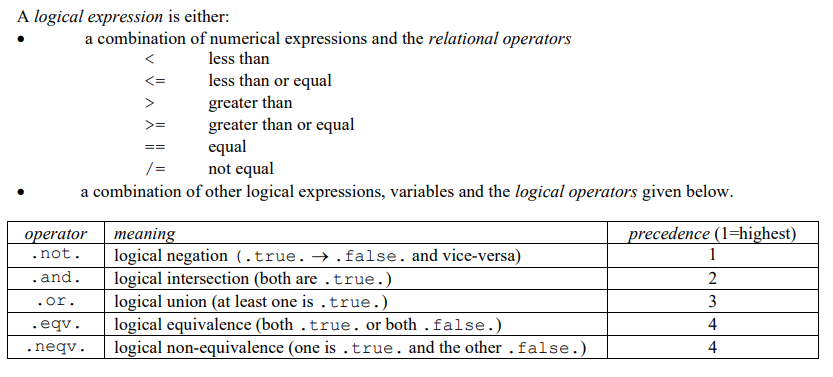 A logical expression is either:
• a combination of numerical expressions and the relational operators
< less than
<= less than or equal
> greater than
>= greater than or equal
== equal
/= not equal
• a combination of other logical expressions, variables and the logical operators given below.
operator meaning precedence (1=highest)
.not. logical negation (.true. → .false. and vice-versa) 1
.and. logical intersection (both are .true.) 2
.or. logical union (at least one is .true.) 3
.eqv. logical equivalence (both .true. or both .false.) 4
.neqv. logical non-equivalence (one is .true. and the other .false.) 4